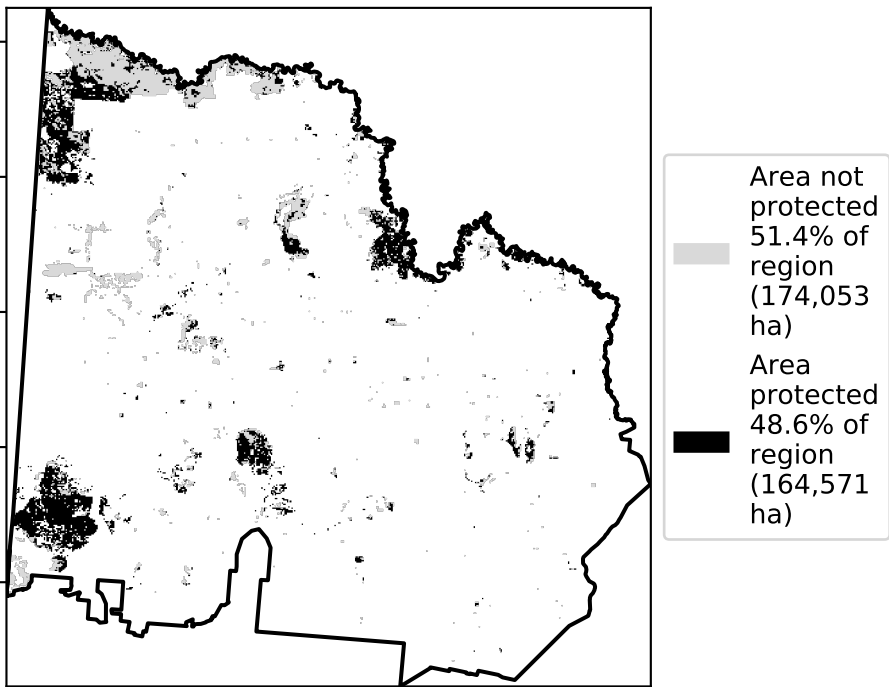 Area not
protected
51.4% of
region
(174,053
ha)
Area
protected
48.6% of
region
(164,571
ha)